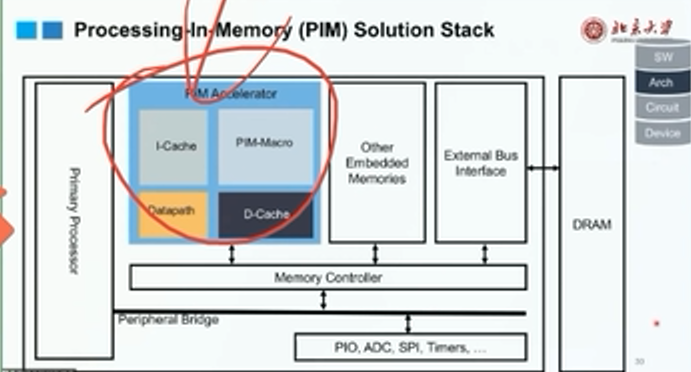 Processing-In-Memory (PIM) Solution Stack
北京大学
SW
Arch
Circuit
Device
Primary Processor
PIM Accelerator
I-Cache
PIM-Macro
Datapath
D-Cache
Other
Embedded
Memories
External Bus
Interface
DRAM
Memory Controller
Peripheral Bridge
PIO, ADC, SPI, Timers, ...
30